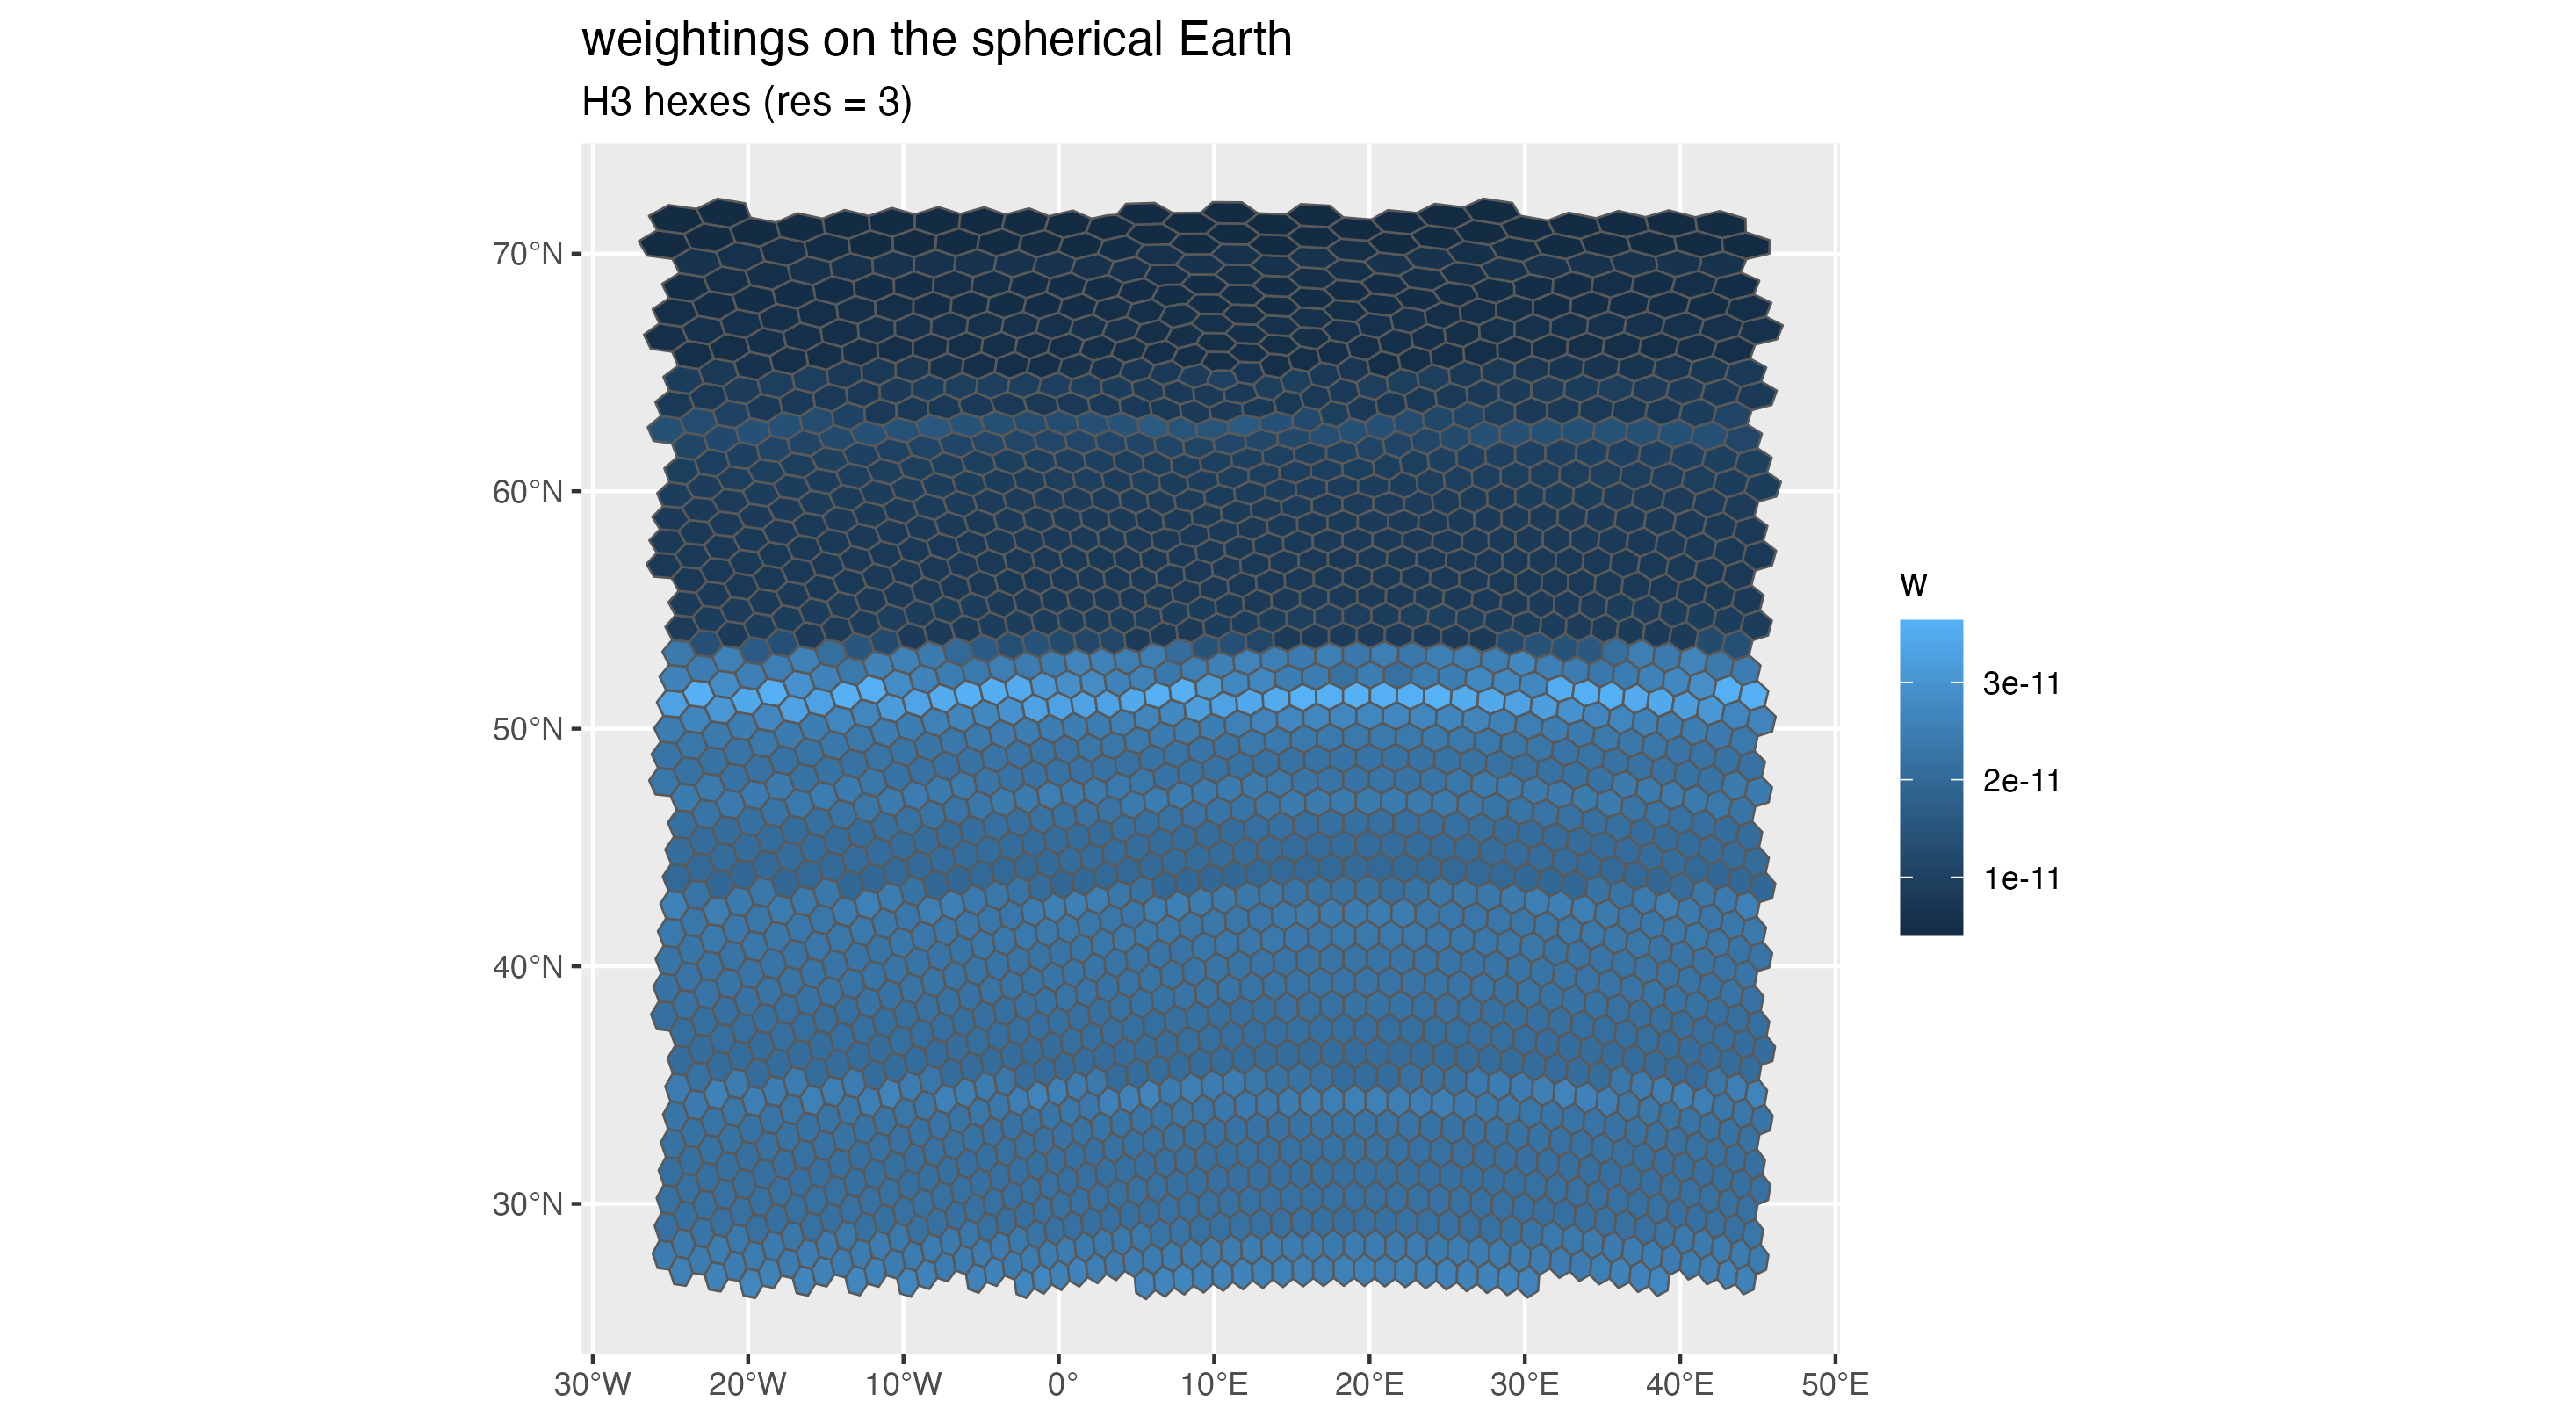 weightings on the spherical Earth
H3 hexes (res = 3)
70°N
60°N
50°N
40°N
30°N
30°W 20°W 10°W 0° 10°E 20°E 30°E 40°E 50°E
w
3e-11
2e-11
1e-11